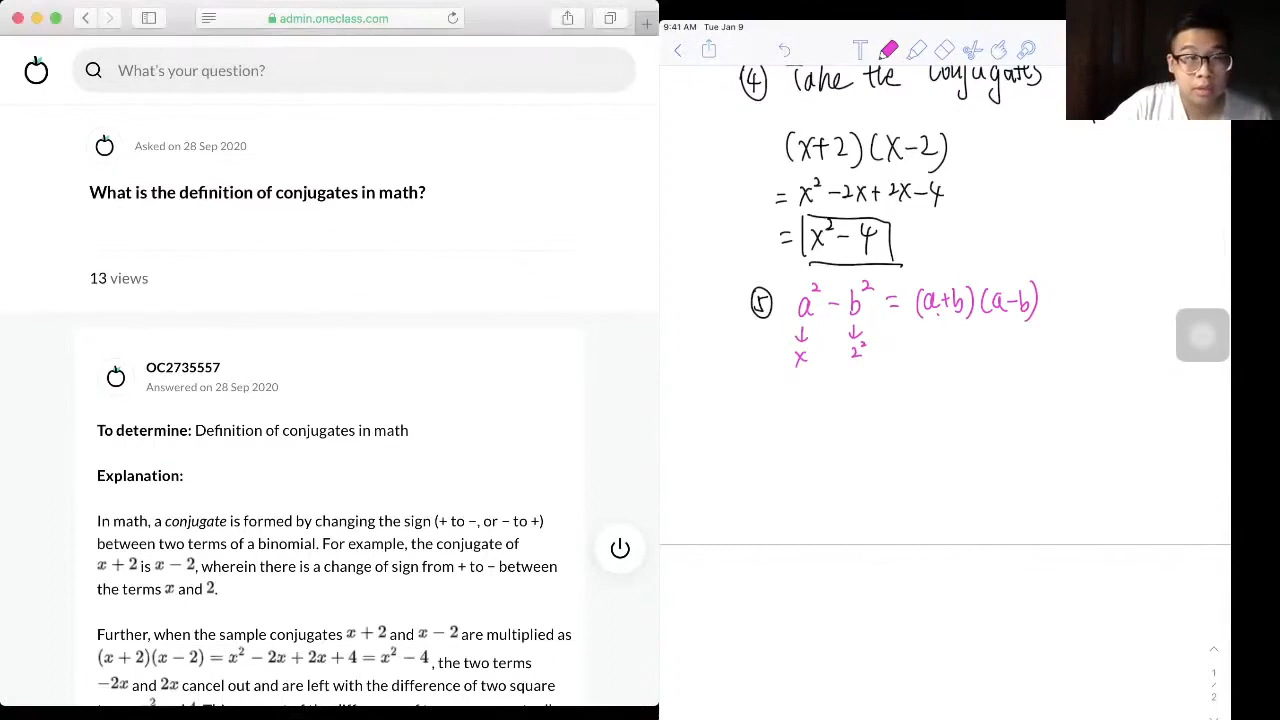 admin.oneclass.com
What's your question?
Asked on 28 Sep 2020
What is the definition of conjugates in math?
13 views
OC2735557
Answered on 28 Sep 2020
To determine: Definition of conjugates in math
Explanation:
In math, a conjugate is formed by changing the sign (+ to −, or − to +)
between two terms of a binomial. For example, the conjugate of
x + 2 is x − 2, wherein there is a change of sign from + to − between
the terms x and 2.
Further, when the sample conjugates x + 2 and x − 2 are multiplied as
(x + 2)(x − 2) = x² − 2x + 2x + 4 = x² − 4, the two terms
−2x and 2x cancel out and are left with the difference of two square
9:41 AM Tue Jan 9
(4) Take the conjugates
(x+2)(x−2)
= x² −2x + 2x − 4
= x² − 4
⑤ a² − b² = (a+b)(a−b)
↓ ↓
x 2²
1
/
2